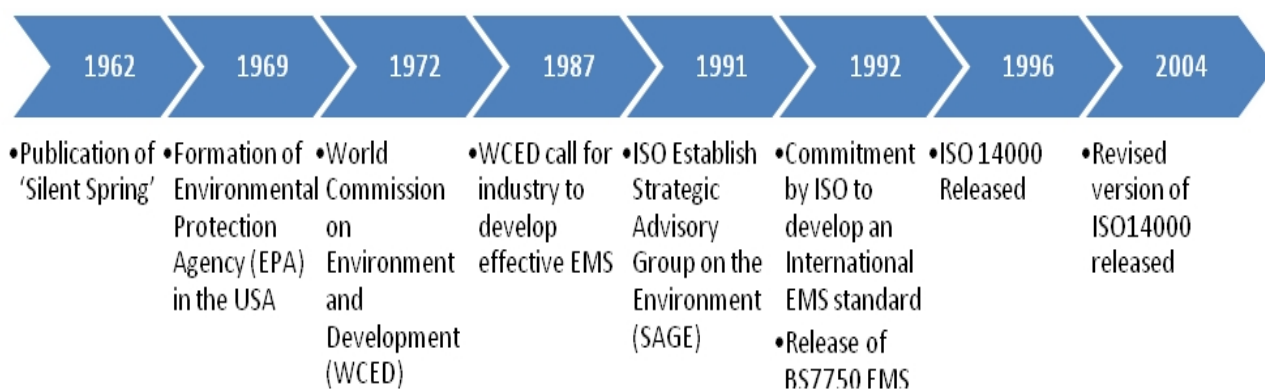 1962
1969
1972
1987
1991
1992
1996
2004
•Publication of
'Silent Spring'
•Formation of
Environmental
Protection
Agency (EPA)
in the USA
•World
Commission
on
Environment
and
Development
(WCED)
•WCED call for
industry to
develop
effective EMS
•ISO Establish
Strategic
Advisory
Group on the
Environment
(SAGE)
•Commitment
by ISO to
develop an
International
EMS standard
•Release of
BS7750 EMS
•ISO 14000
Released
•Revised
version of
ISO14000
released